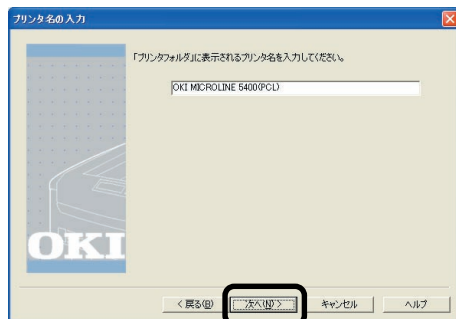 プリンタ名の入力
「プリンタフォルダ」に表示されるプリンタ名を入力してください。
OKI MICROLINE 5400(PCL)
OKI
< 戻る(B)
次へ(N) >
キャンセル
ヘルプ